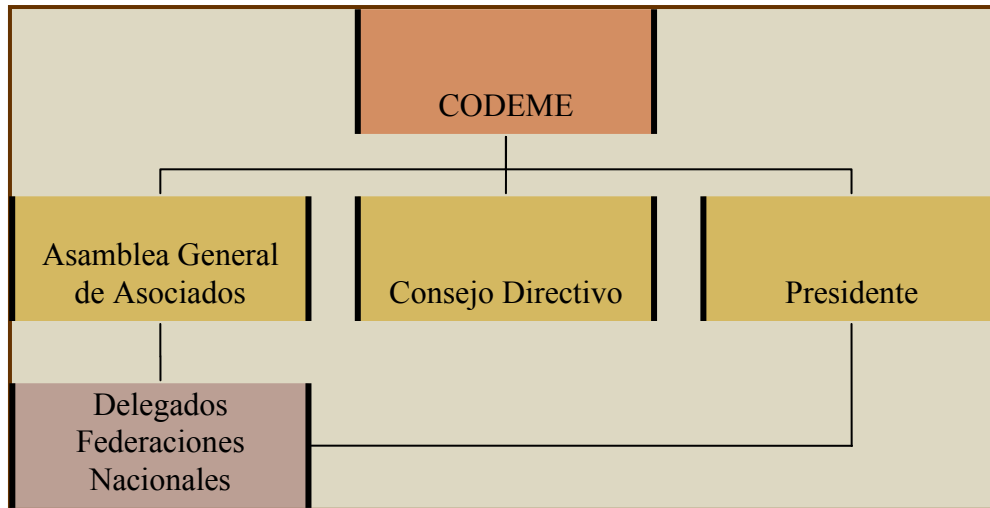 CODEME
Asamblea General
de Asociados
Consejo Directivo
Presidente
Delegados
Federaciones
Nacionales